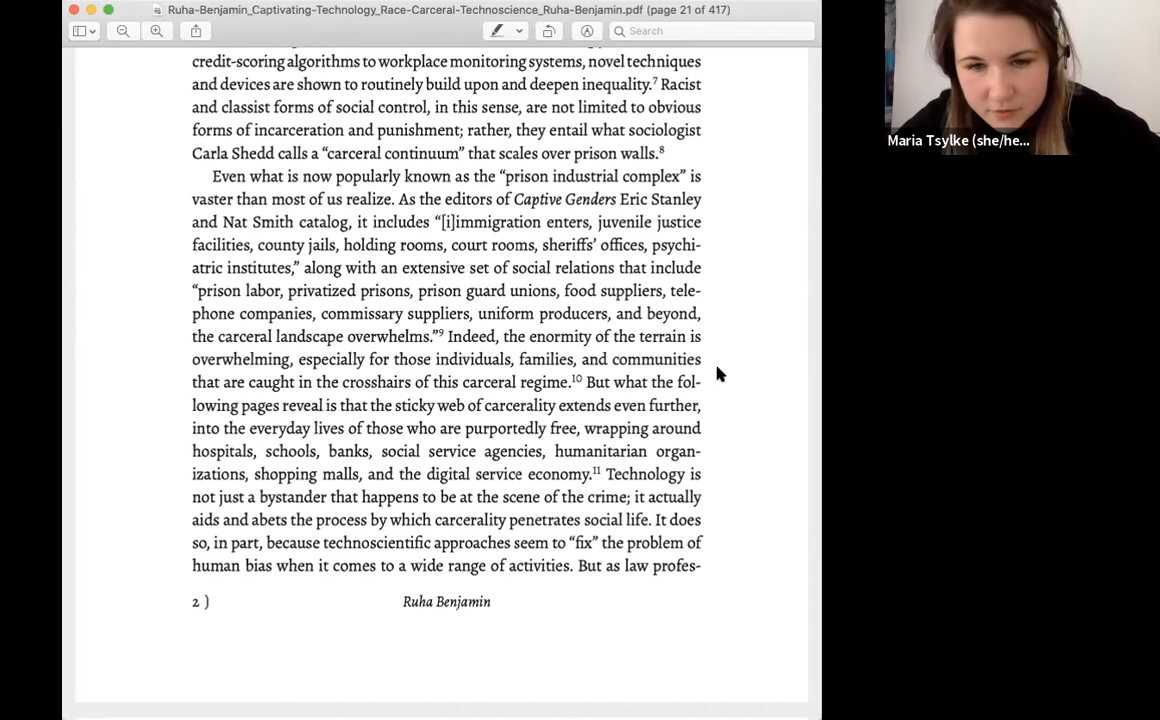 Ruha-Benjamin_Captivating-Technology_Race-Carceral-Technoscience_Ruha-Benjamin.pdf (page 21 of 417)
Search
credit-scoring algorithms to workplace monitoring systems, novel techniques
and devices are shown to routinely build upon and deepen inequality.7 Racist
and classist forms of social control, in this sense, are not limited to obvious
forms of incarceration and punishment; rather, they entail what sociologist
Carla Shedd calls a “carceral continuum” that scales over prison walls.8
Even what is now popularly known as the “prison industrial complex” is
vaster than most of us realize. As the editors of Captive Genders Eric Stanley
and Nat Smith catalog, it includes “[i]immigration enters, juvenile justice
facilities, county jails, holding rooms, court rooms, sheriffs’ offices, psychi-
atric institutes,” along with an extensive set of social relations that include
“prison labor, privatized prisons, prison guard unions, food suppliers, tele-
phone companies, commissary suppliers, uniform producers, and beyond,
the carceral landscape overwhelms.”9 Indeed, the enormity of the terrain is
overwhelming, especially for those individuals, families, and communities
that are caught in the crosshairs of this carceral regime.10 But what the fol-
lowing pages reveal is that the sticky web of carcerality extends even further,
into the everyday lives of those who are purportedly free, wrapping around
hospitals, schools, banks, social service agencies, humanitarian organ-
izations, shopping malls, and the digital service economy.11 Technology is
not just a bystander that happens to be at the scene of the crime; it actually
aids and abets the process by which carcerality penetrates social life. It does
so, in part, because technoscientific approaches seem to “fix” the problem of
human bias when it comes to a wide range of activities. But as law profes-
2 )
Ruha Benjamin
Maria Tsylke (she/he...